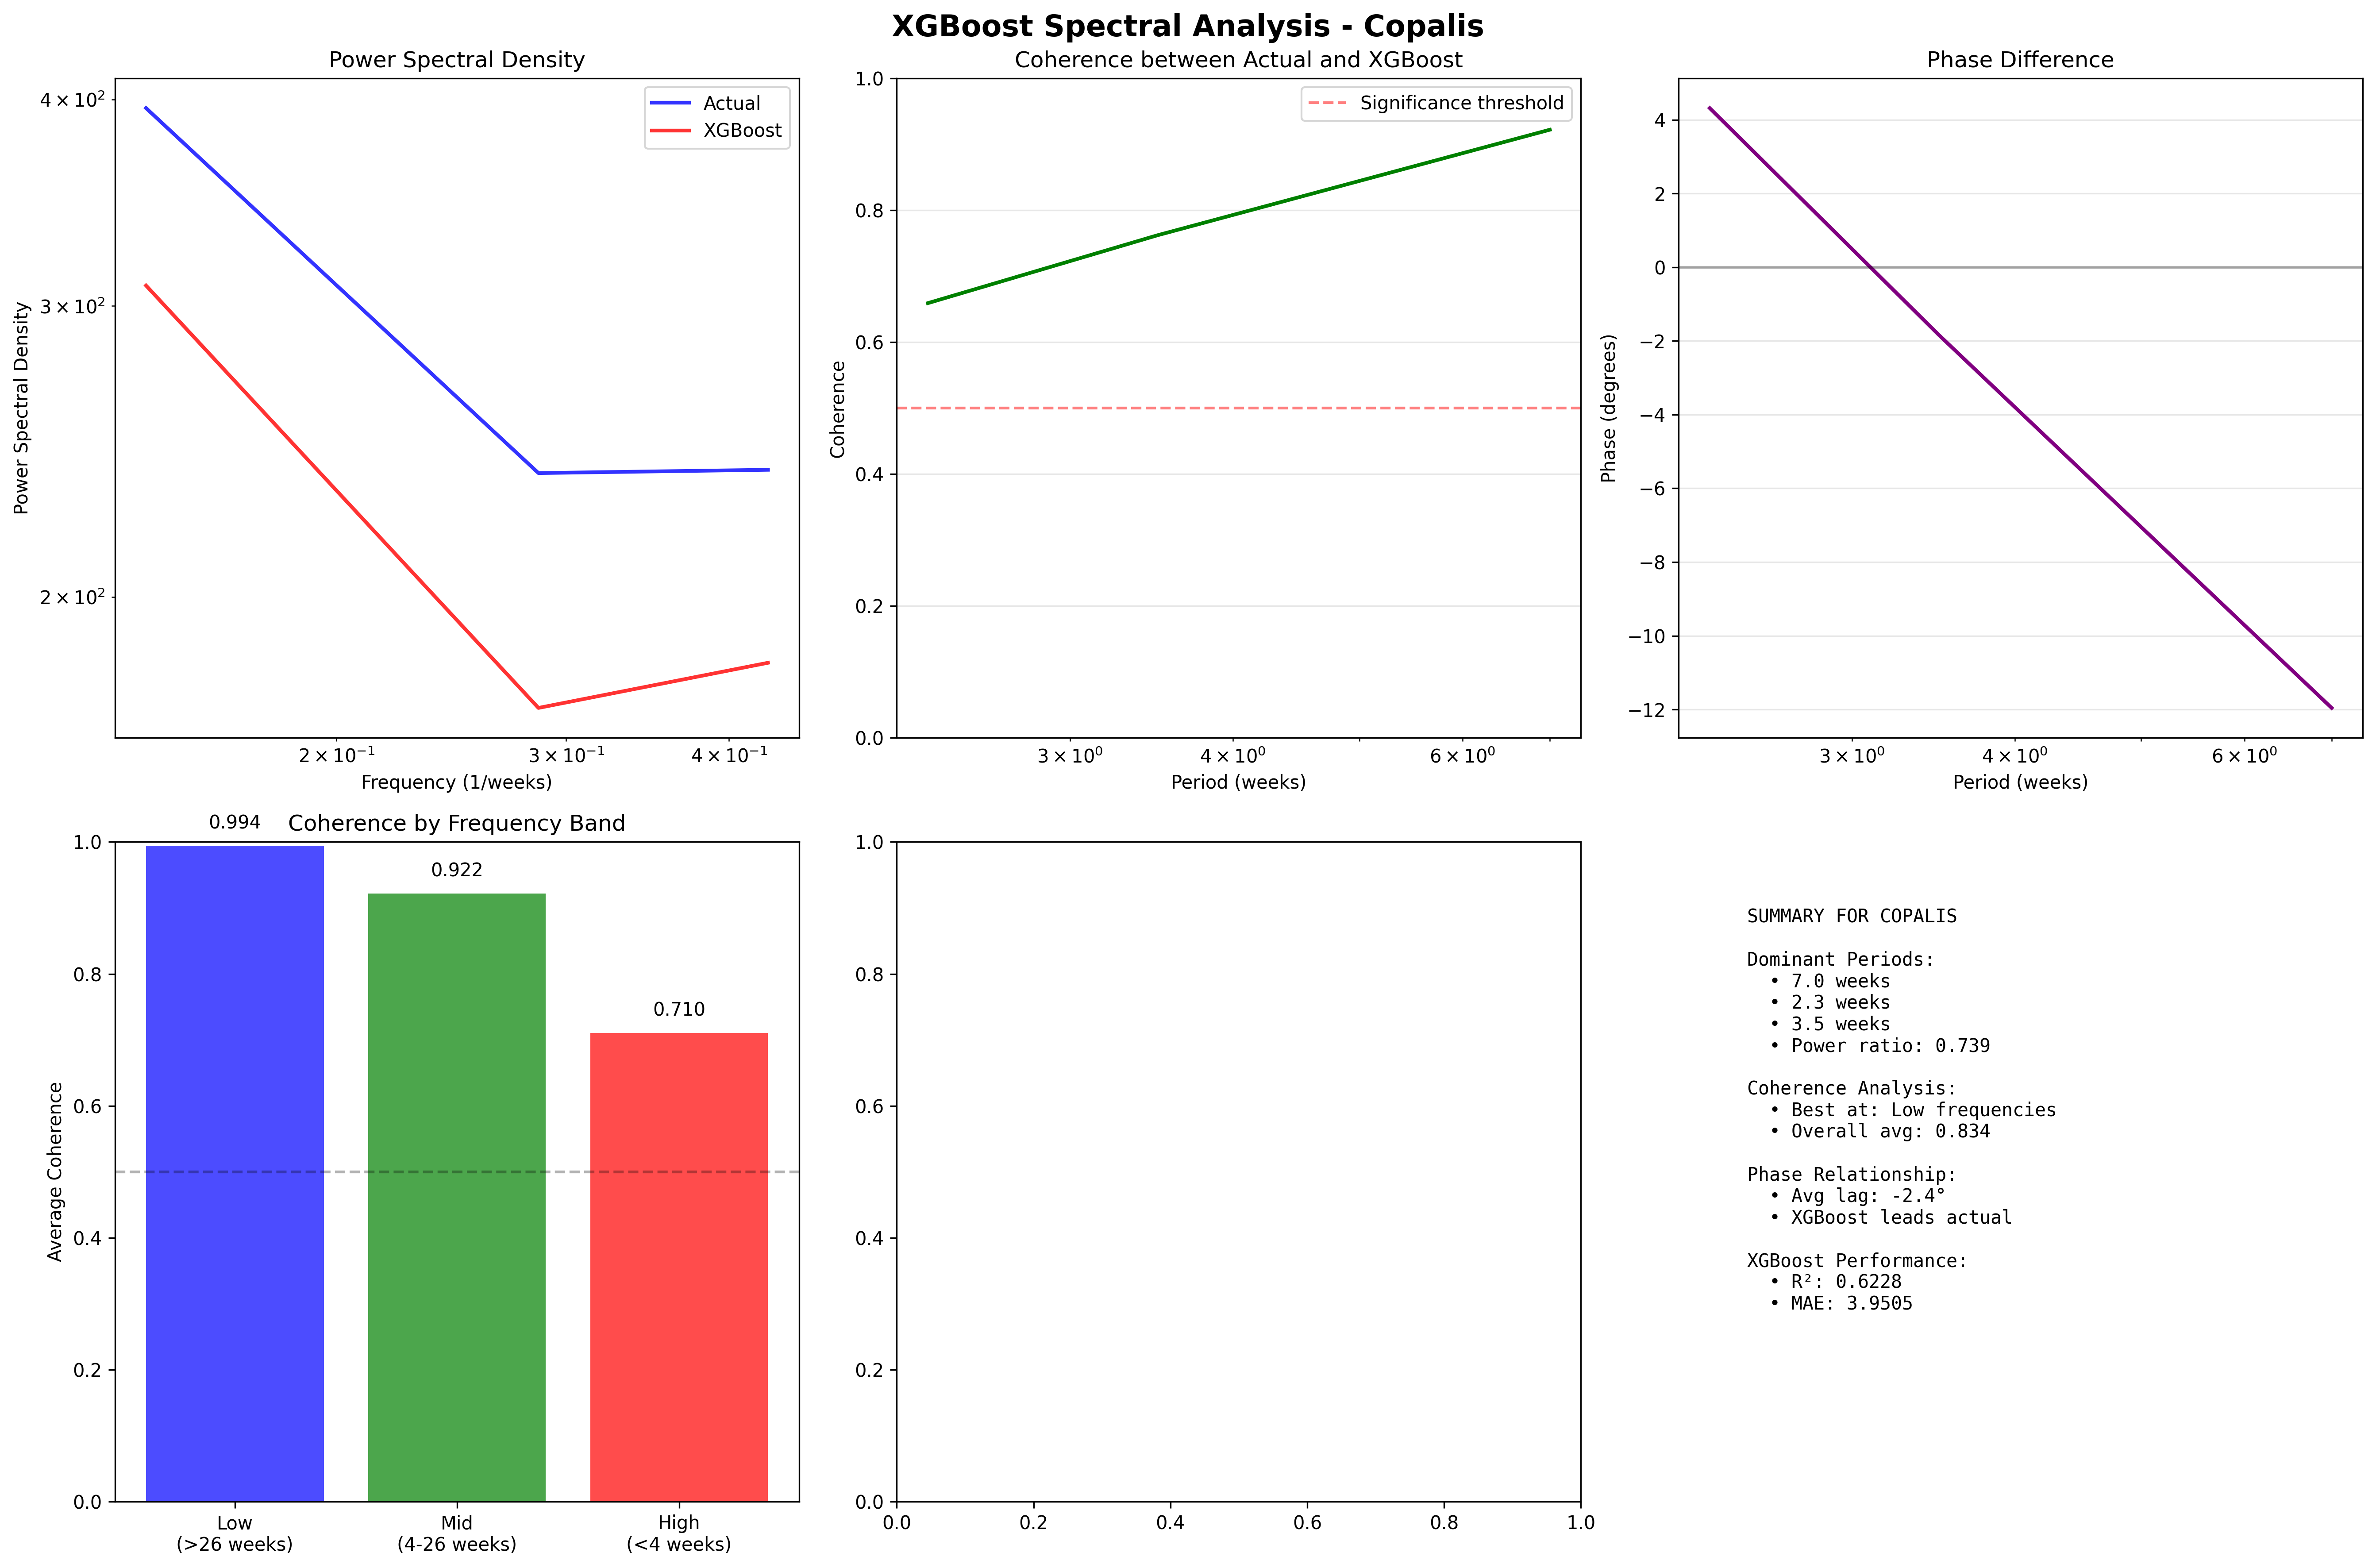 XGBoost Spectral Analysis - Copalis
Power Spectral Density
4 × 10²
3 × 10²
2 × 10²
Power Spectral Density
Actual
XGBoost
2 × 10⁻¹
3 × 10⁻¹
4 × 10⁻¹
Frequency (1/weeks)
Coherence between Actual and XGBoost
1.0
0.8
0.6
0.4
0.2
0.0
Coherence
Significance threshold
3 × 10⁰
4 × 10⁰
6 × 10⁰
Period (weeks)
Phase Difference
4
2
0
−2
−4
−6
−8
−10
−12
Phase (degrees)
3 × 10⁰
4 × 10⁰
6 × 10⁰
Period (weeks)
Coherence by Frequency Band
1.0
0.8
0.6
0.4
0.2
0.0
Average Coherence
0.994
0.922
0.710
Low
(>26 weeks)
Mid
(4-26 weeks)
High
(<4 weeks)
1.0
0.8
0.6
0.4
0.2
0.0
0.0
0.2
0.4
0.6
0.8
1.0
SUMMARY FOR COPALIS
Dominant Periods:
• 7.0 weeks
• 2.3 weeks
• 3.5 weeks
• Power ratio: 0.739
Coherence Analysis:
• Best at: Low frequencies
• Overall avg: 0.834
Phase Relationship:
• Avg lag: -2.4°
• XGBoost leads actual
XGBoost Performance:
• R²: 0.6228
• MAE: 3.9505